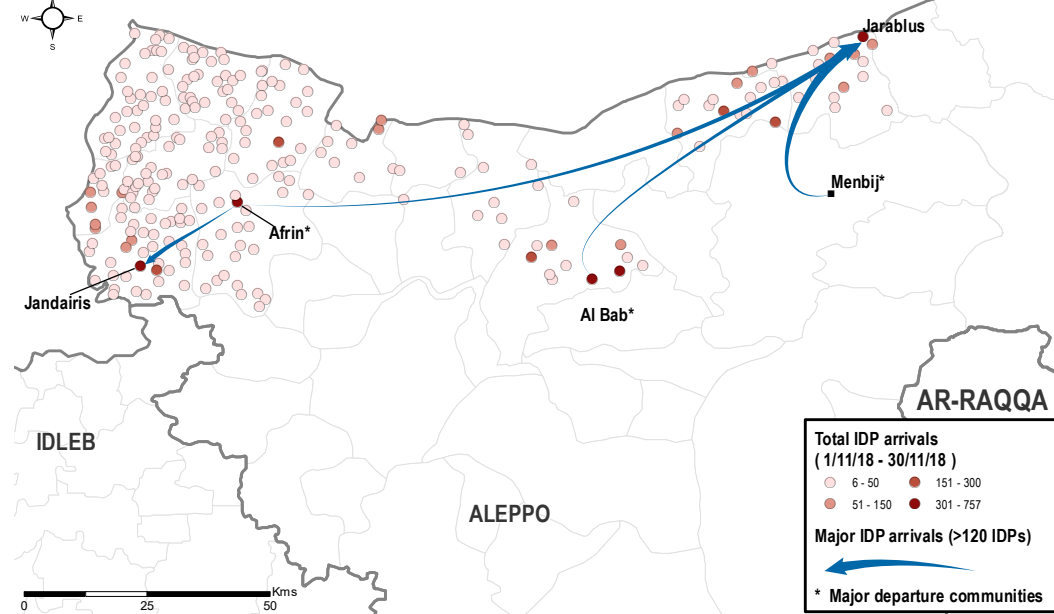 W
E
S
Jarablus
Menbij*
Afrin*
Jandairis
Al Bab*
AR-RAQQA
IDLEB
ALEPPO
Total IDP arrivals
( 1/11/18 - 30/11/18 )
6 - 50
151 - 300
51 - 150
301 - 757
Major IDP arrivals (>120 IDPs)
* Major departure communities
Kms
0
25
50